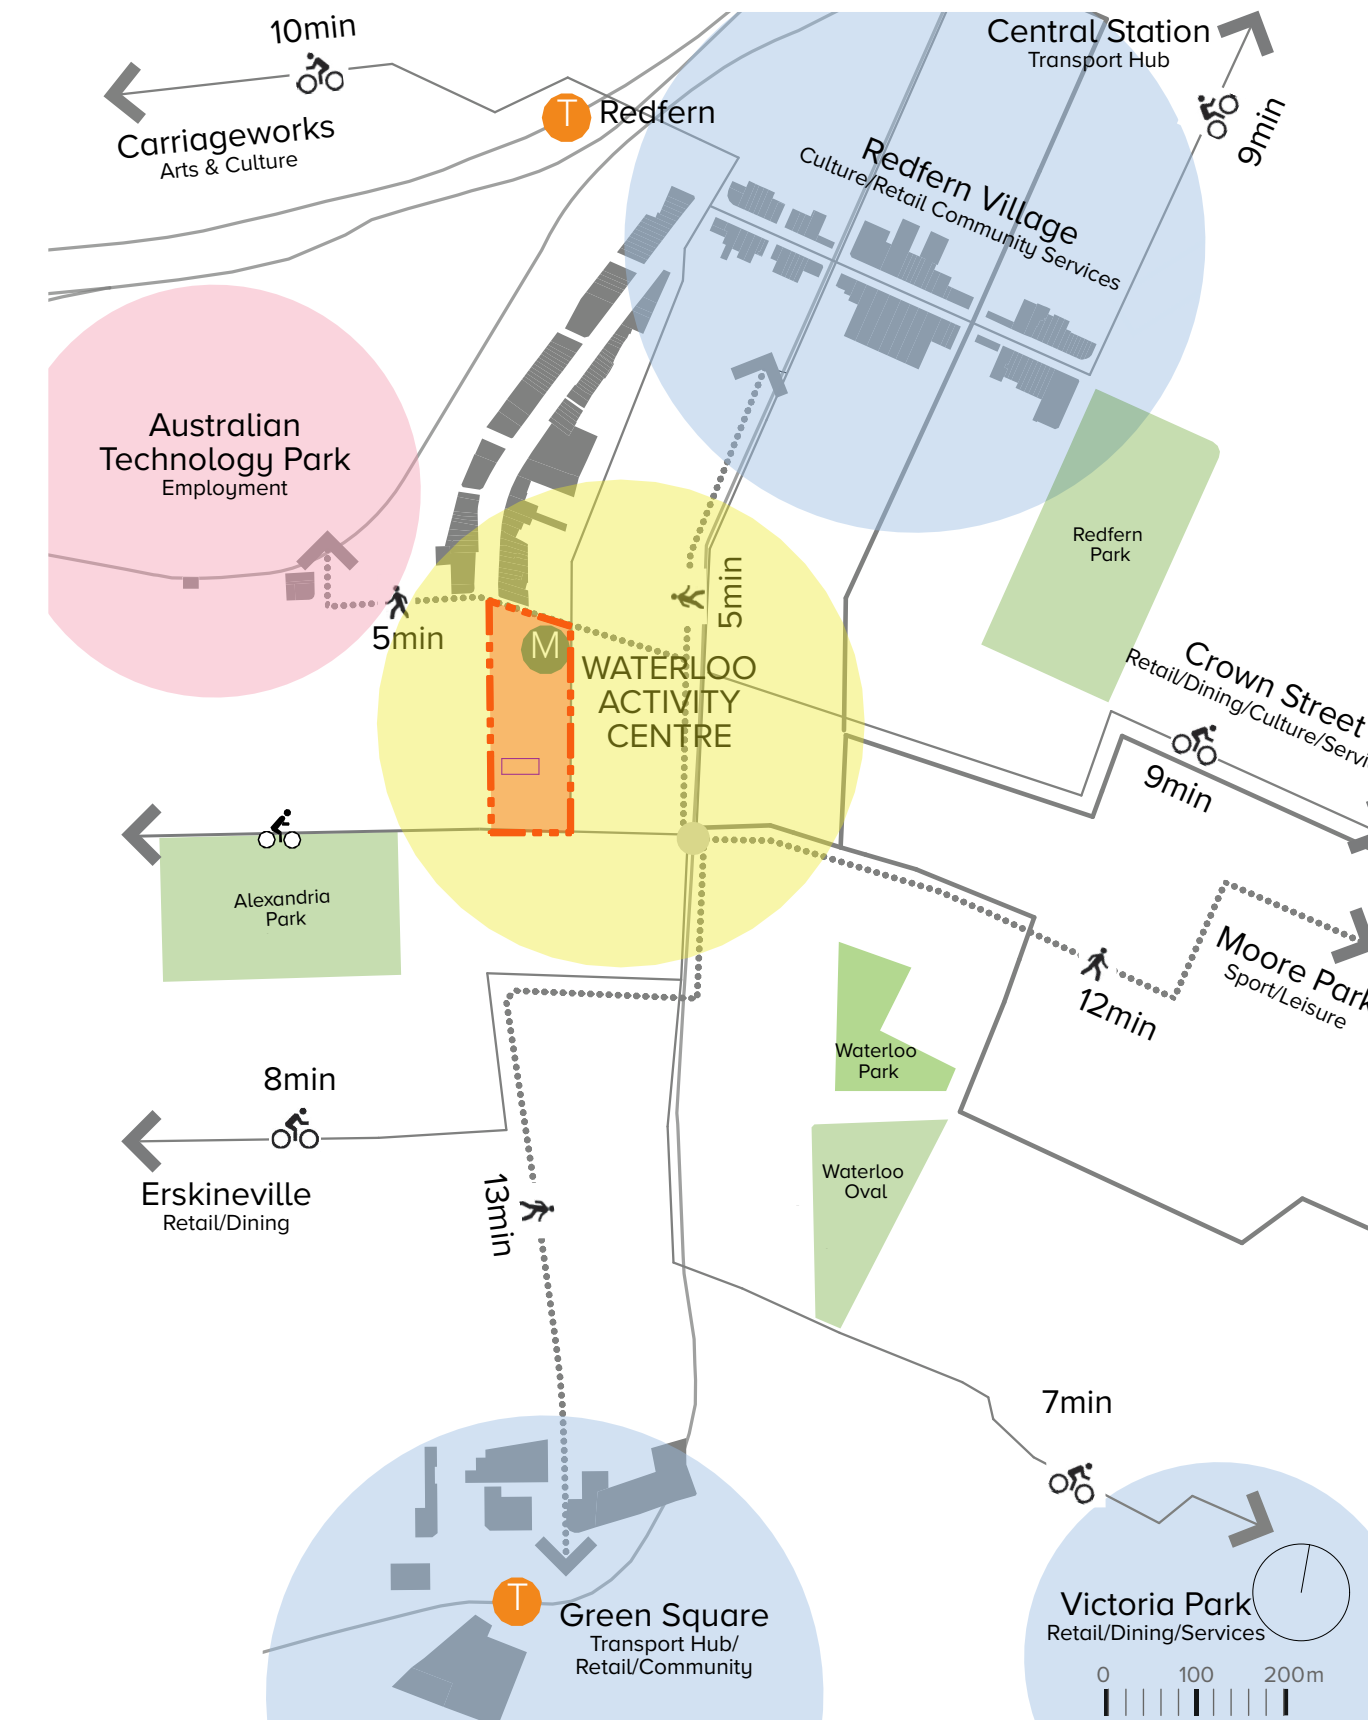 10min
Central Station
Transport Hub
T
Redfern
9min
Carriageworks
Arts & Culture
Redfern Village
Culture/Retail Community Services
Australian
Technology Park
Employment
Redfern
Park
5min
5min
M
WATERLOO
ACTIVITY
CENTRE
Crown Street
Retail/Dining/Culture/Servi
9min
Alexandria
Park
Moore Park
Sport/Leisure
12min
Waterloo
Park
8min
Erskineville
Retail/Dining
13min
Waterloo
Oval
7min
T
Green Square
Transport Hub/
Retail/Community
Victoria Park
Retail/Dining/Services
0 100 200m